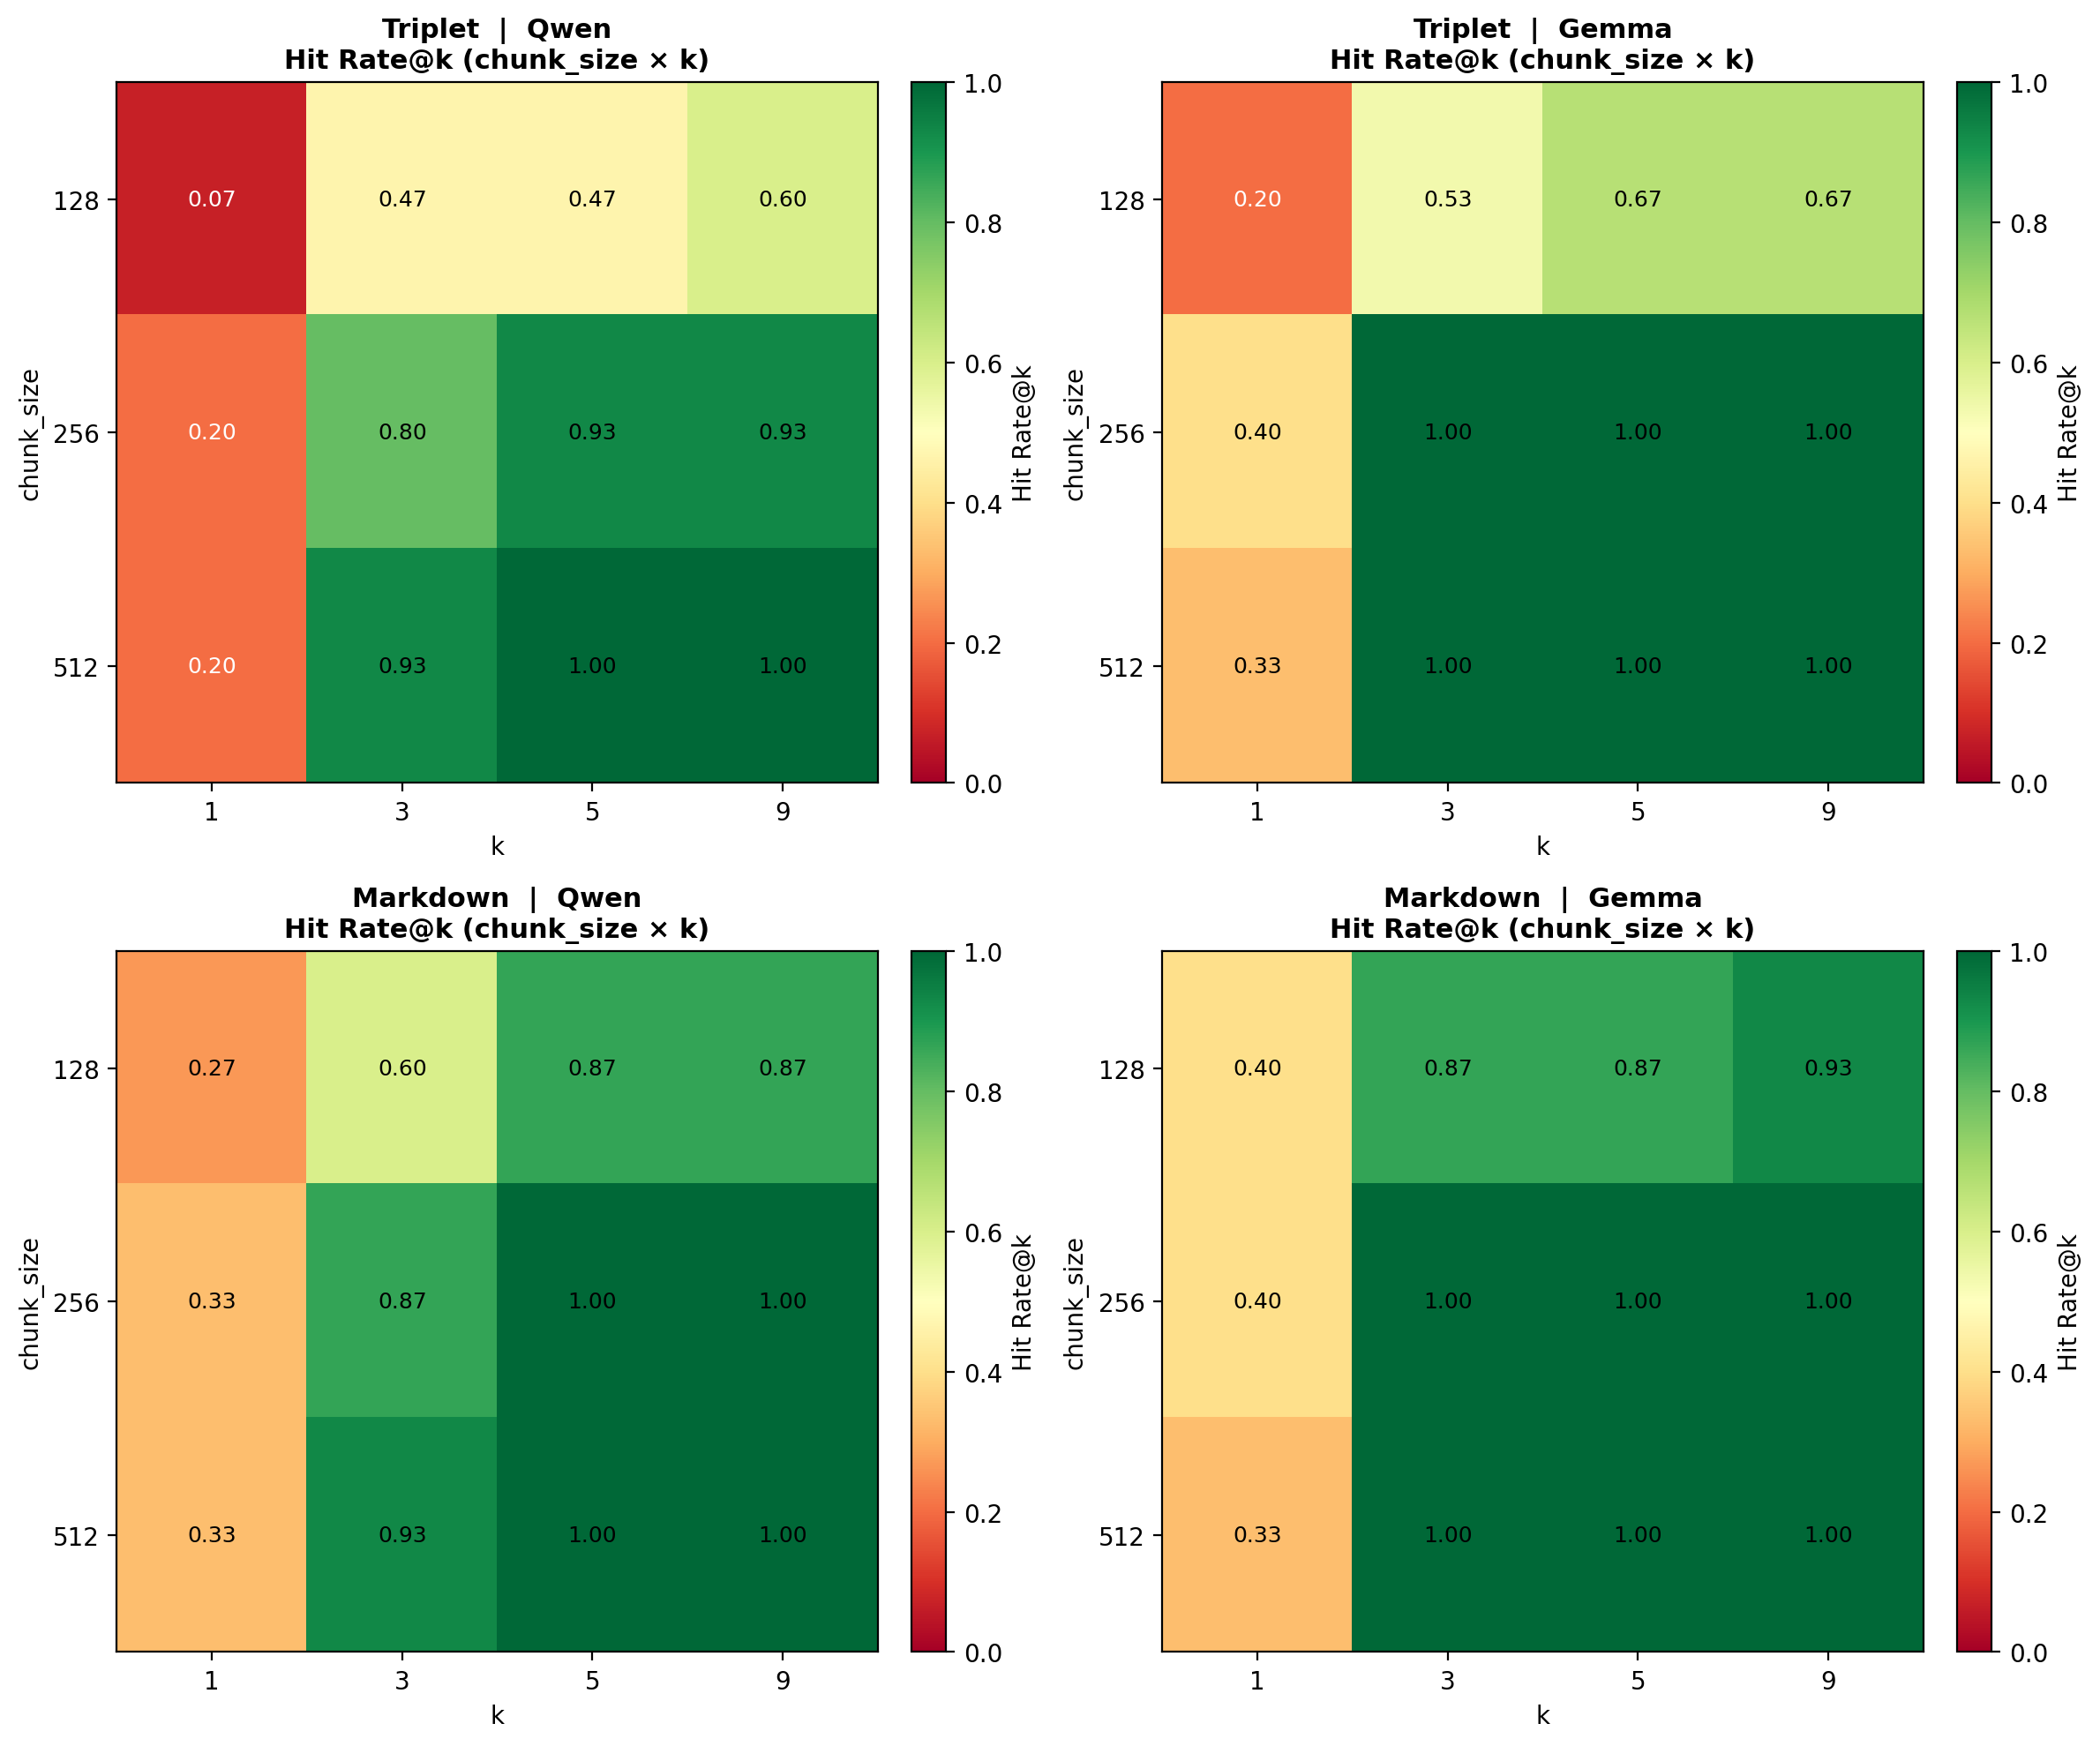 Triplet | Qwen
Hit Rate@k (chunk_size × k)
128
256
512
chunk_size
0.07 0.47 0.47 0.60
0.20 0.80 0.93 0.93
0.20 0.93 1.00 1.00
1 3 5 9
k
1.0
0.8
0.6
0.4
0.2
0.0
Hit Rate@k
Triplet | Gemma
Hit Rate@k (chunk_size × k)
128
256
512
chunk_size
0.20 0.53 0.67 0.67
0.40 1.00 1.00 1.00
0.33 1.00 1.00 1.00
1 3 5 9
k
1.0
0.8
0.6
0.4
0.2
0.0
Hit Rate@k
Markdown | Qwen
Hit Rate@k (chunk_size × k)
128
256
512
chunk_size
0.27 0.60 0.87 0.87
0.33 0.87 1.00 1.00
0.33 0.93 1.00 1.00
1 3 5 9
k
1.0
0.8
0.6
0.4
0.2
0.0
Hit Rate@k
Markdown | Gemma
Hit Rate@k (chunk_size × k)
128
256
512
chunk_size
0.40 0.87 0.87 0.93
0.40 1.00 1.00 1.00
0.33 1.00 1.00 1.00
1 3 5 9
k
1.0
0.8
0.6
0.4
0.2
0.0
Hit Rate@k